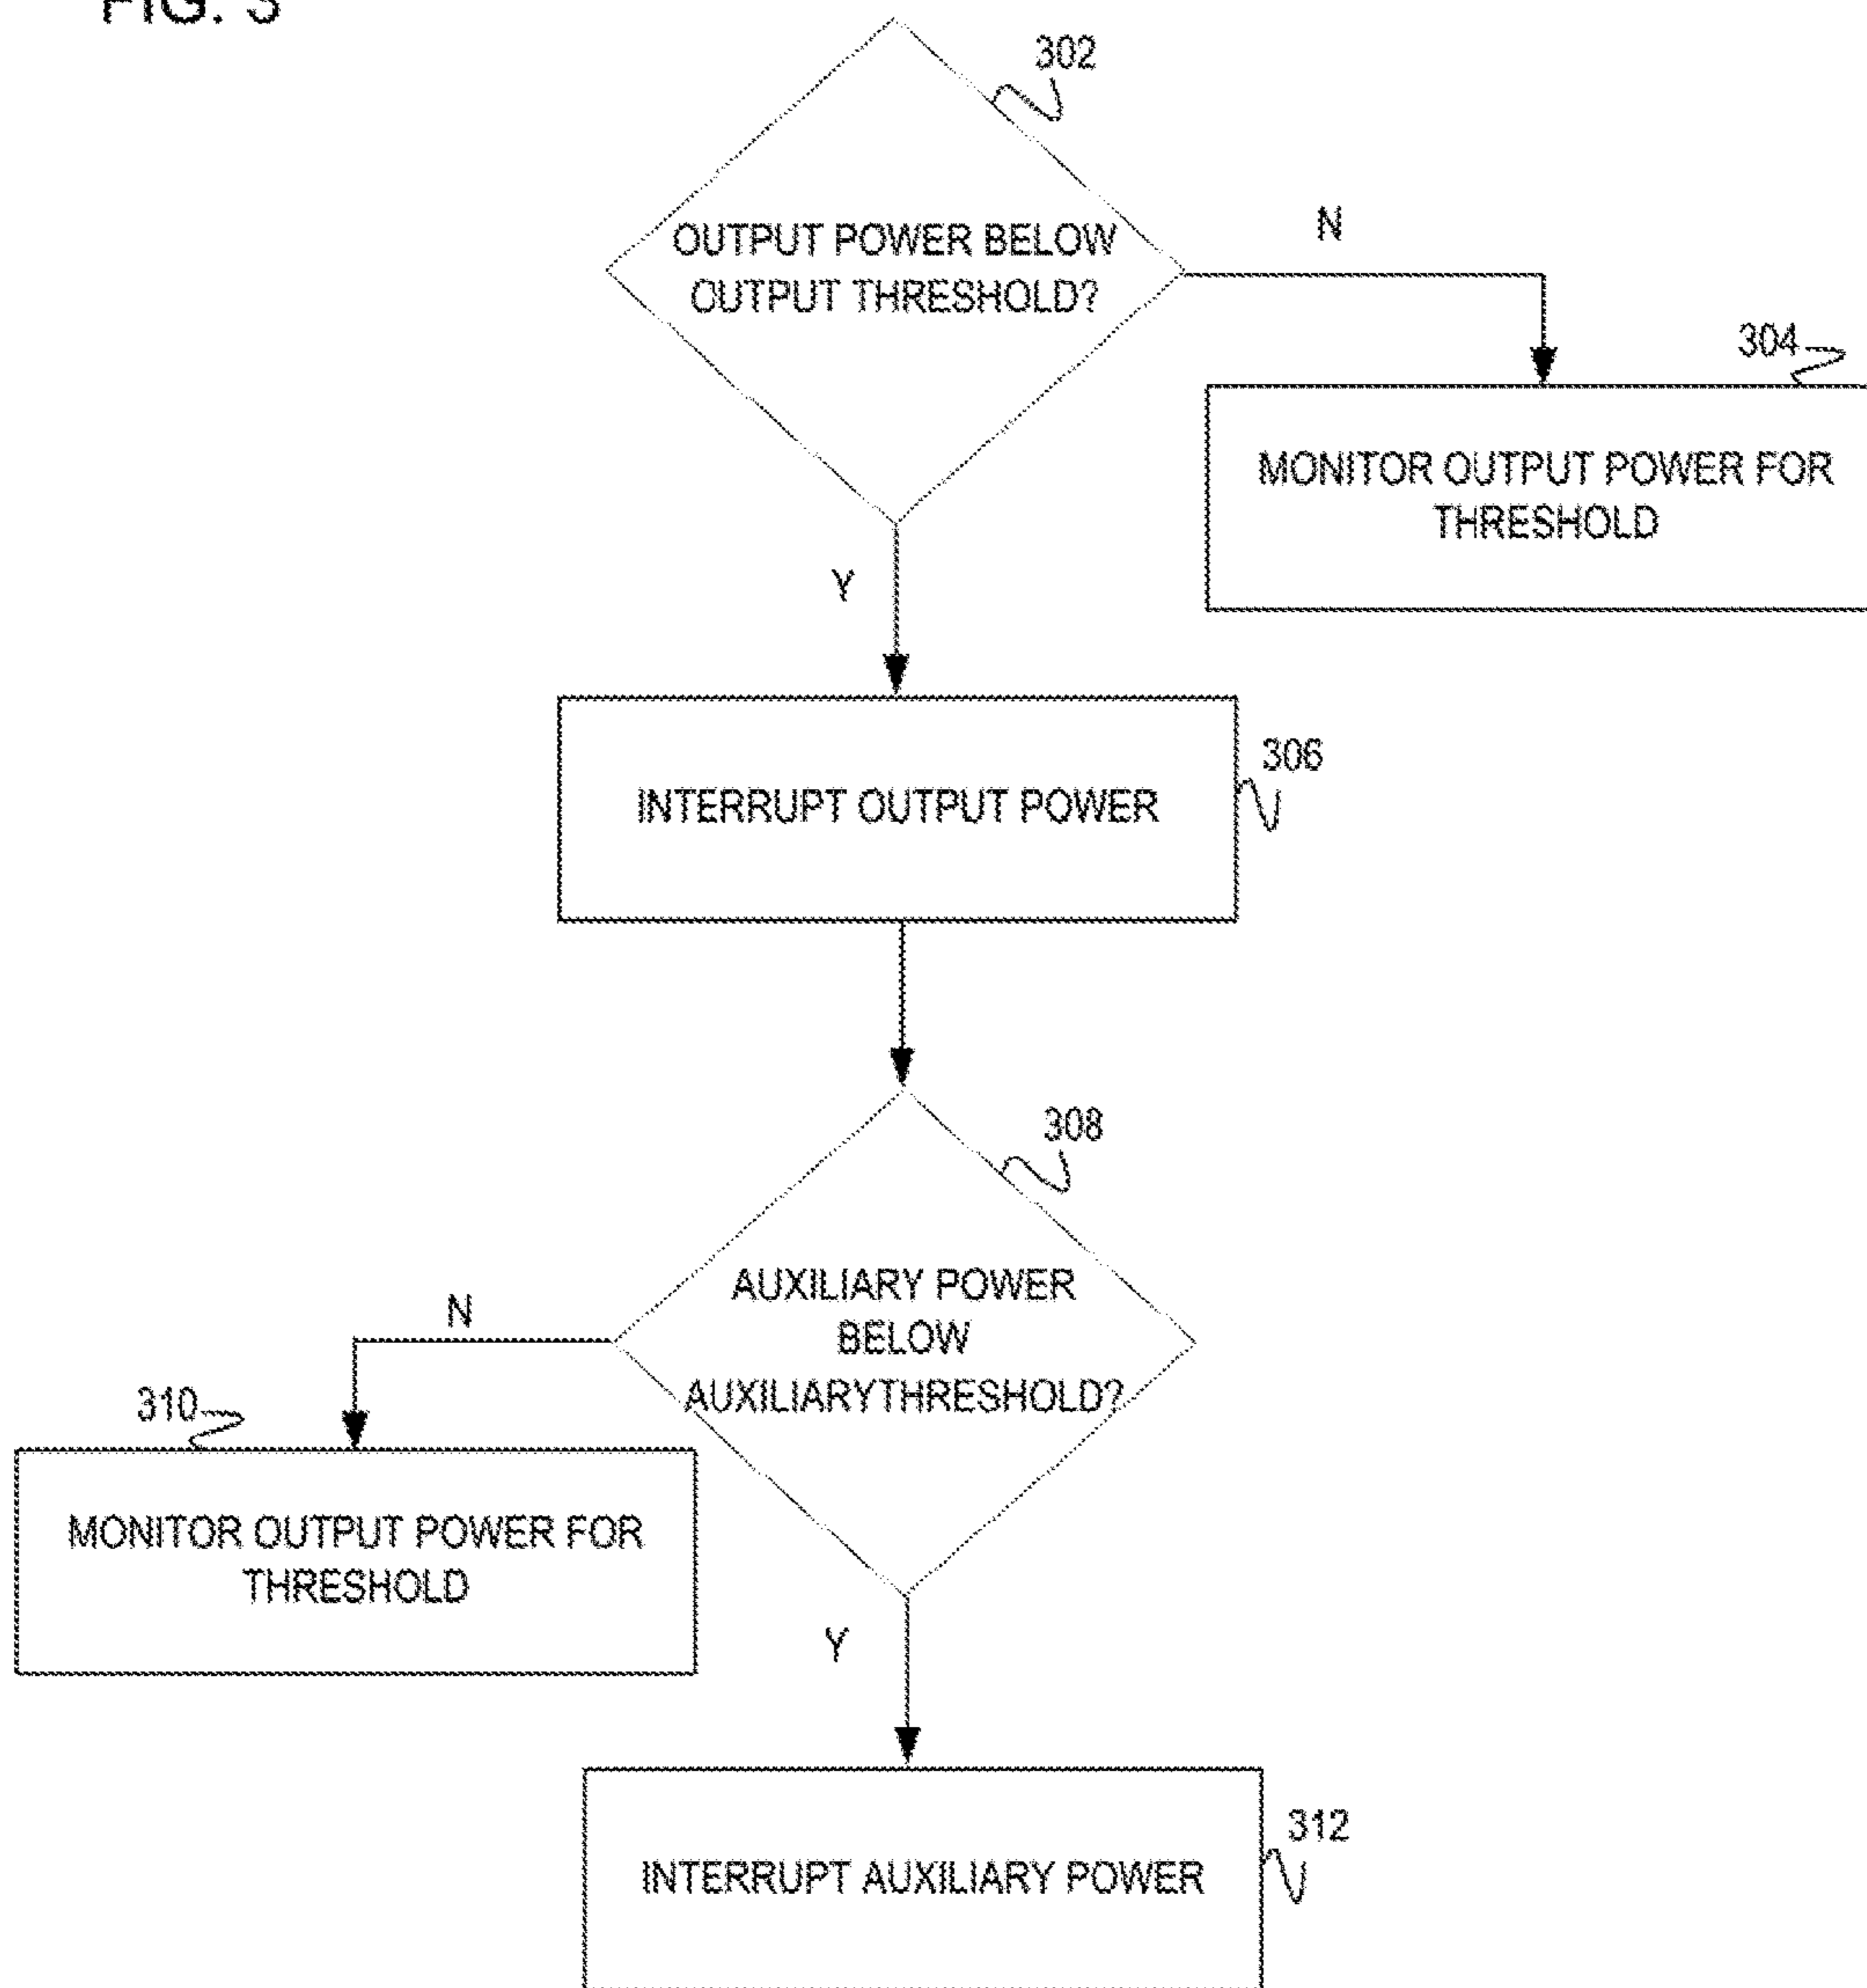 FIG. 3
302
OUTPUT POWER BELOW
OUTPUT THRESHOLD?
N
304
MONITOR OUTPUT POWER FOR
THRESHOLD
Y
INTERRUPT OUTPUT POWER
306
308
AUXILIARY POWER
BELOW
AUXILIARYTHRESHOLD?
N
310
MONITOR OUTPUT POWER FOR
THRESHOLD
Y
INTERRUPT AUXILIARY POWER
312